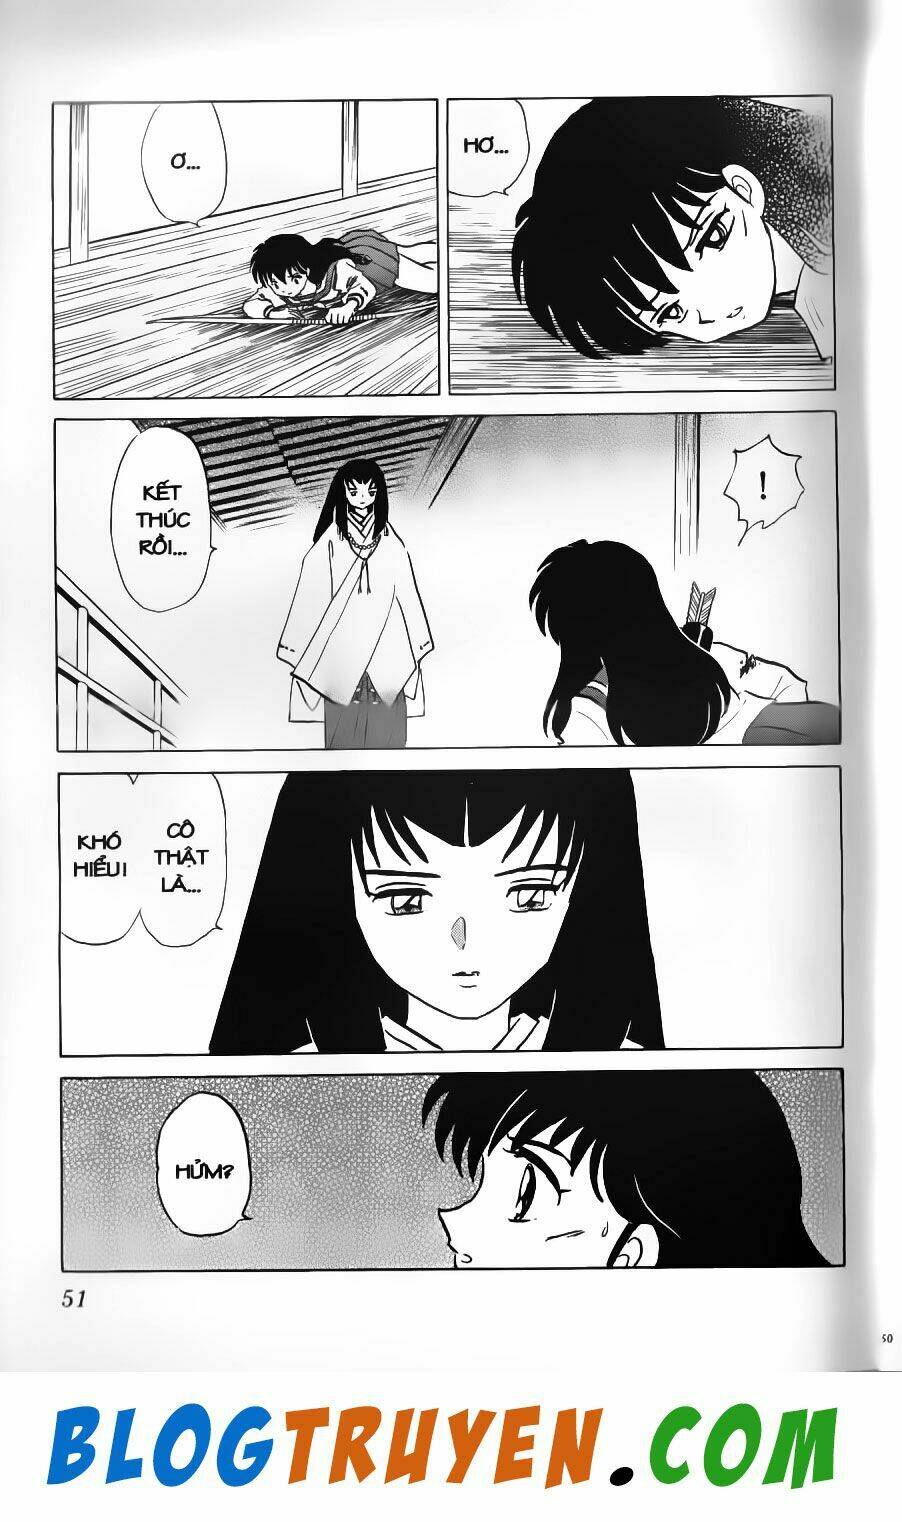 HƠ...
Ơ...
!
KẾT
THÚC
RỒI...
CÔ
THẬT
LÀ...
KHÓ
HIỂU!
HỬM?
51
50
BLOGTRUYEN.COM